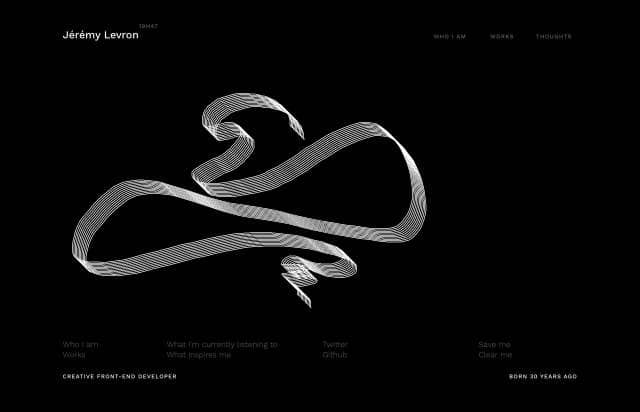 19H47
Jérémy Levron
WHO I AM WORKS THOUGHTS
Who I am What I'm currently listening to Twitter Save me
Works What inspires me Github Clear me
CREATIVE FRONT-END DEVELOPER BORN 30 YEARS AGO